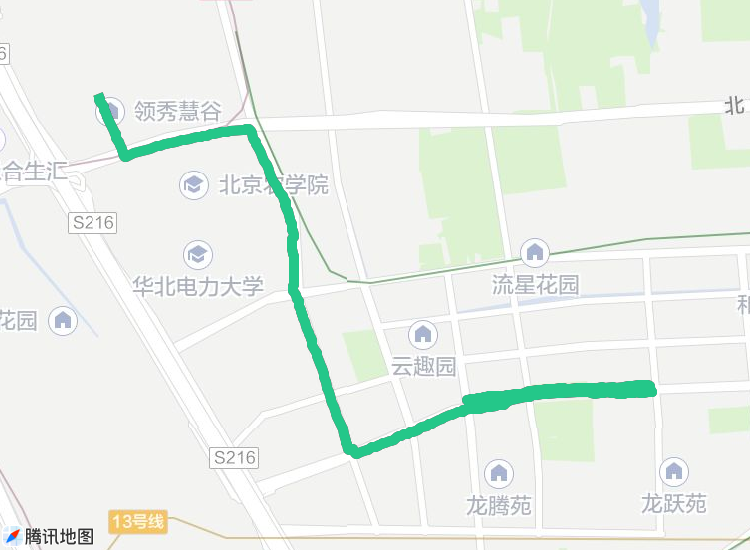 6
北
领秀慧谷
合生汇
北京农学院
S216
华北电力大学
流星花园
和
花园
云趣园
S216
龙腾苑
龙跃苑
13号线
腾讯地图